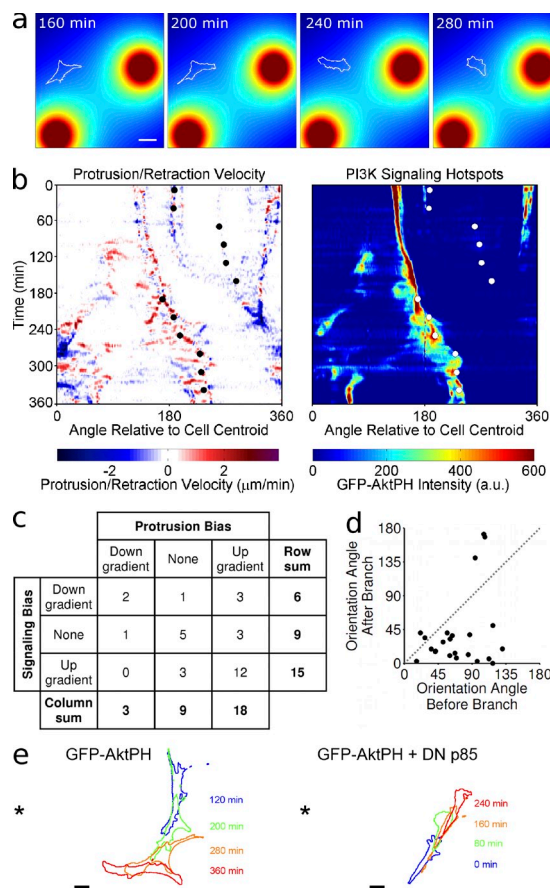 a
160 min
200 min
240 min
280 min
b
Protrusion/Retraction Velocity
PI3K Signaling Hotspots
Time (min)
0
60
120
180
240
300
360
0
180
360
0
180
360
Angle Relative to Cell Centroid
Angle Relative to Cell Centroid
-2
0
2
0
200
400
600
Protrusion/Retraction Velocity (μm/min)
GFP-AktPH Intensity (a.u.)
c
Protrusion Bias
Down gradient
None
Up gradient
Row sum
Signaling Bias
Down gradient
2
1
3
6
None
1
5
3
9
Up gradient
0
3
12
15
Column sum
3
9
18
d
Orientation Angle
After Branch
180
135
90
45
0
0
45
90
135
180
Orientation Angle
Before Branch
e
GFP-AktPH
GFP-AktPH + DN p85
*
120 min
200 min
280 min
360 min
*
240 min
160 min
80 min
0 min